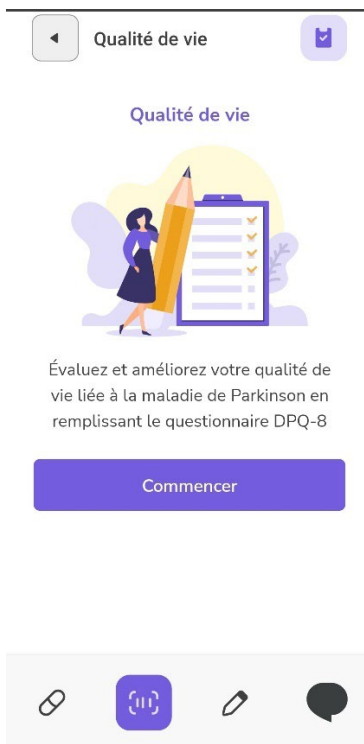 Qualité de vie
Qualité de vie
Évaluez et améliorez votre qualité de
vie liée à la maladie de Parkinson en
remplissant le questionnaire DPQ-8
Commencer